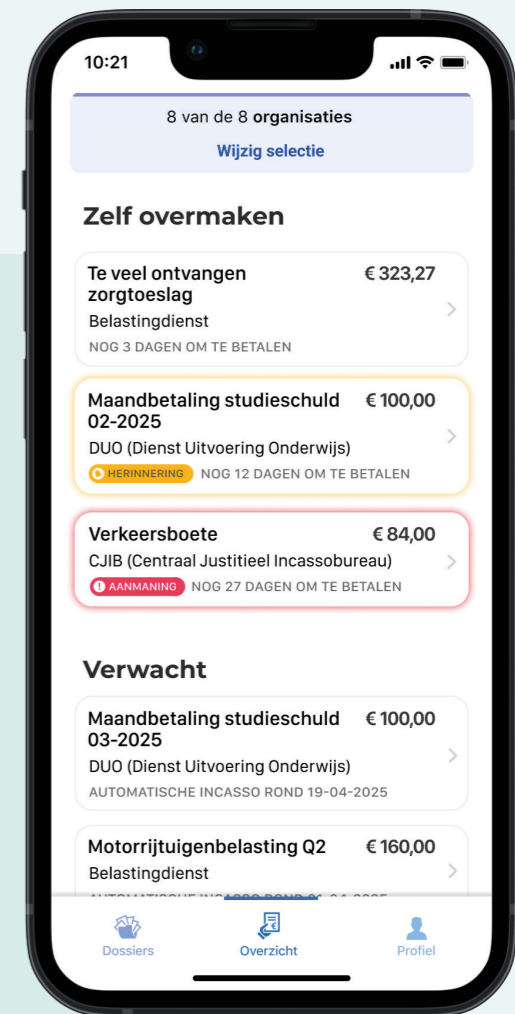 10:21
8 van de 8 organisaties
Wijzig selectie
Zelf overmaken
Te veel ontvangen € 323,27
zorgtoeslag
Belastingdienst
NOG 3 DAGEN OM TE BETALEN
Maandbetaling studieschuld € 100,00
02-2025
DUO (Dienst Uitvoering Onderwijs)
HERINNERING NOG 12 DAGEN OM TE BETALEN
Verkeersboete € 84,00
CJIB (Centraal Justitieel Incassobureau)
AANMANING NOG 27 DAGEN OM TE BETALEN
Verwacht
Maandbetaling studieschuld € 100,00
03-2025
DUO (Dienst Uitvoering Onderwijs)
AUTOMATISCHE INCASSO ROND 19-04-2025
Motorrijtuigenbelasting Q2 € 160,00
Belastingdienst
AUTOMATISCHE INCASSO ROND
Dossiers Overzicht Profiel